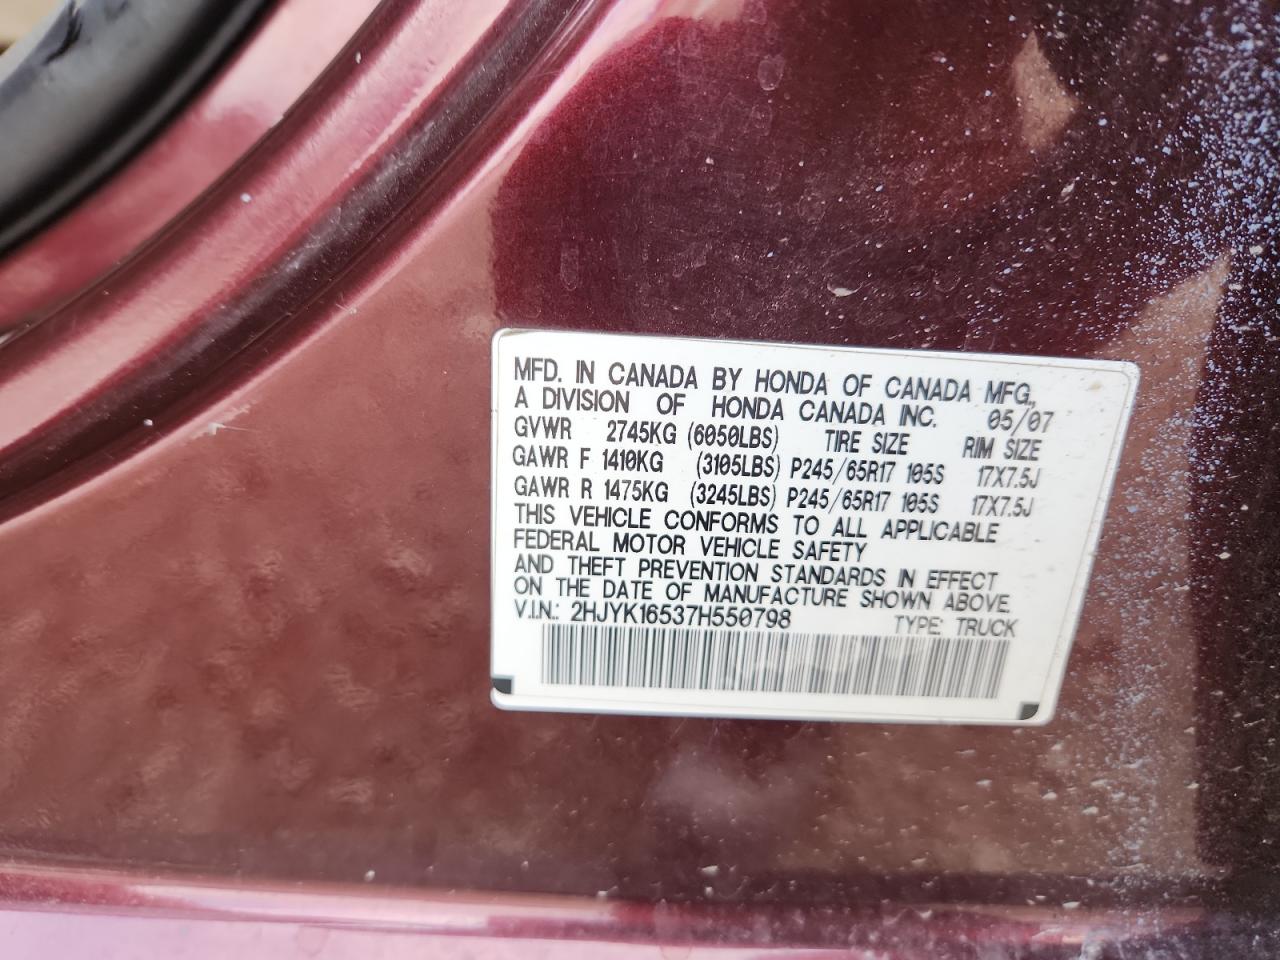 MFD. IN CANADA BY HONDA OF CANADA MFG.,
A DIVISION OF HONDA CANADA INC. 05/07
GVWR 2745KG (6050LBS) TIRE SIZE RIM SIZE
GAWR F 1410KG (3105LBS) P245/65R17 105S 17X7.5J
GAWR R 1475KG (3245LBS) P245/65R17 105S 17X7.5J
THIS VEHICLE CONFORMS TO ALL APPLICABLE
FEDERAL MOTOR VEHICLE SAFETY
AND THEFT PREVENTION STANDARDS IN EFFECT
ON THE DATE OF MANUFACTURE SHOWN ABOVE.
V.I.N.: 2HJYK16537H550798 TYPE: TRUCK